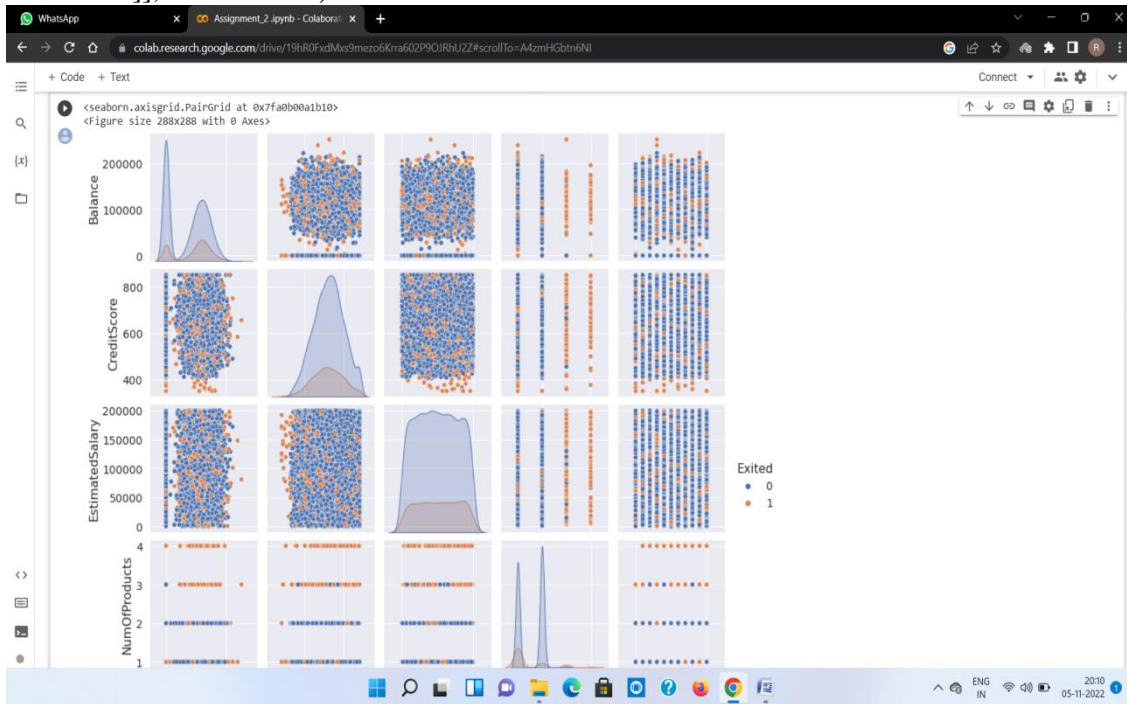 WhatsApp
Assignment_2 .ipynb - Colaborat
colab.research.google.com/drive/19hR0FxdMxs9mezo6Krra602P9OJRhU2Z#scrollTo=A4zmHGbtn6NI
R
+ Code + Text
Connect
<seaborn.axisgrid.PairGrid at 0x7fa0b00a1b10>
<Figure size 288x288 with 0 Axes>
{x}
Balance
200000
100000
0
CreditScore
800
600
400
EstimatedSalary
200000
150000
100000
50000
0
Exited
0
1
NumOfProducts
4
3
2
1
ENG
IN
20:10
05-11-2022
1